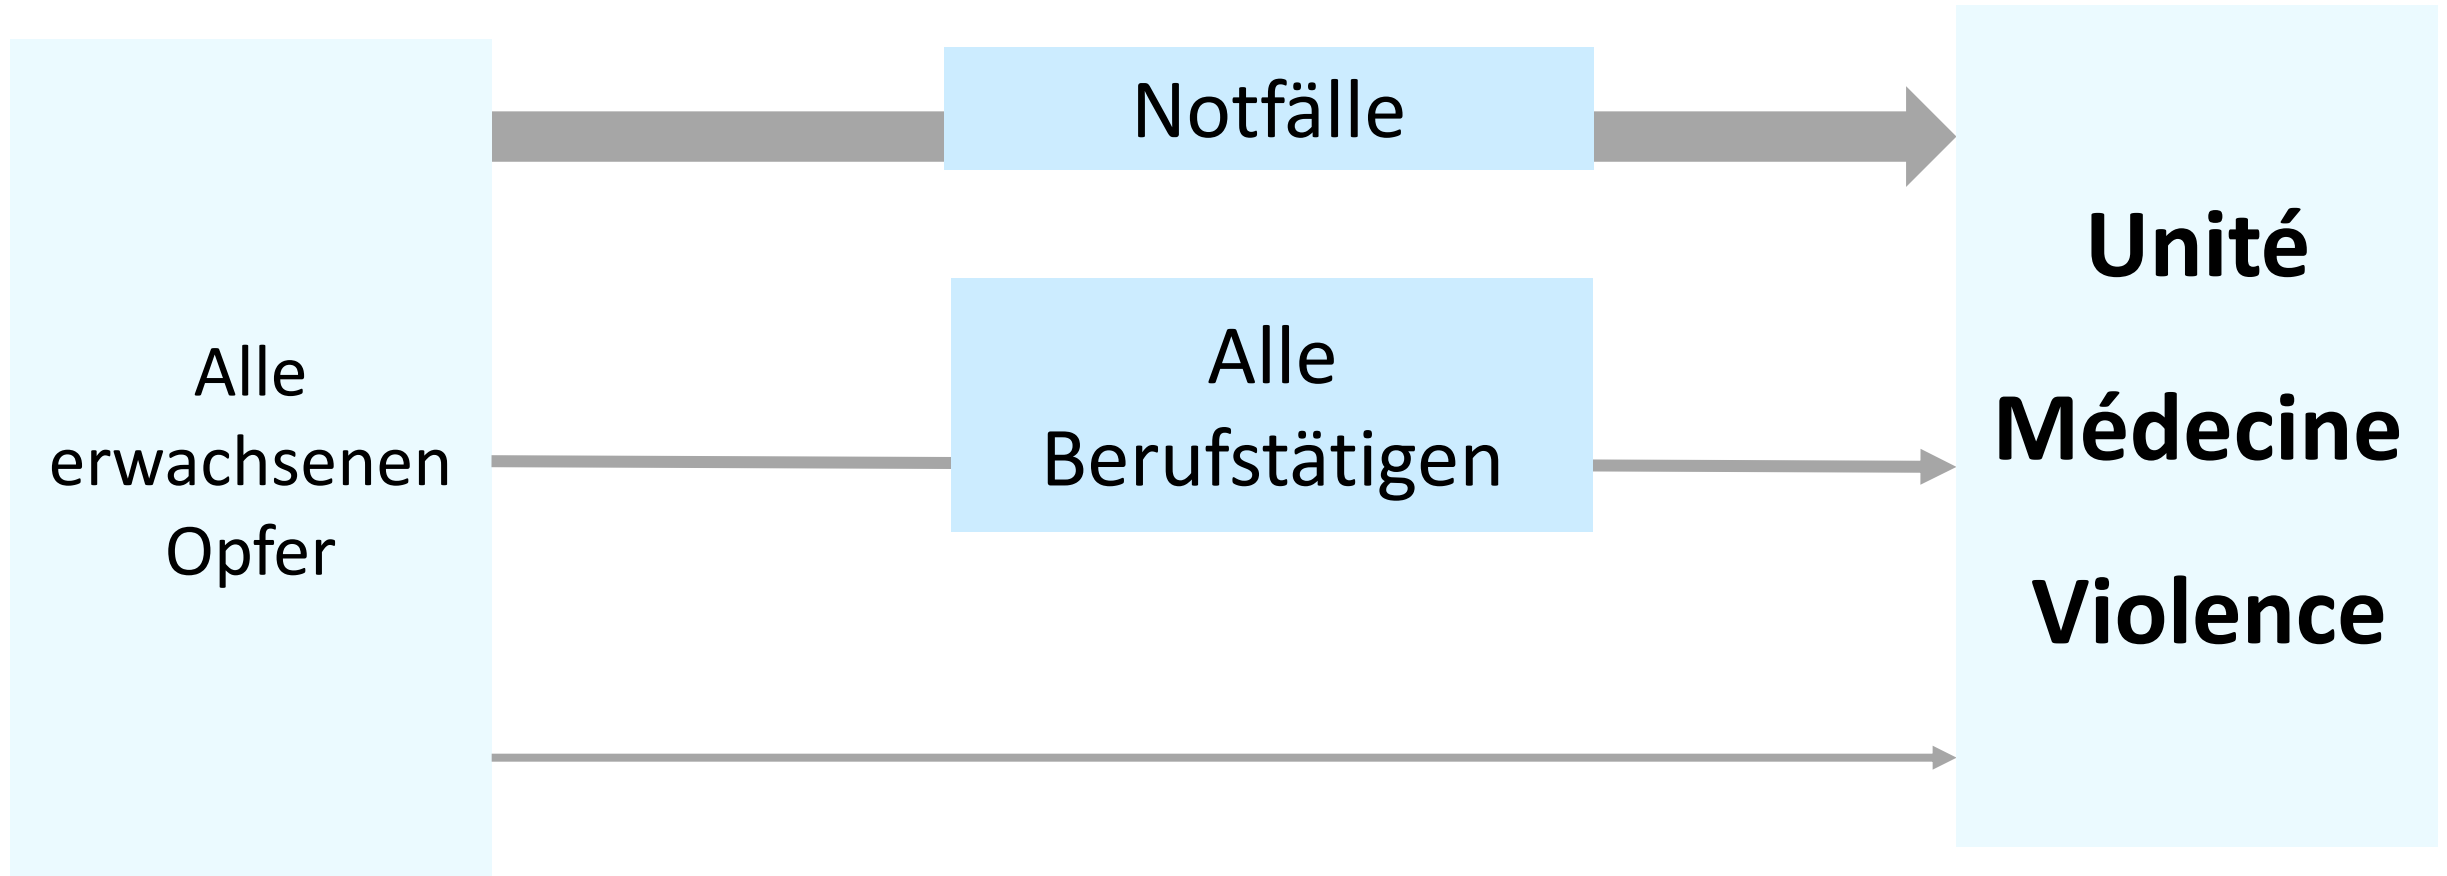 Alle
erwachsenen
Opfer
Notfälle
Alle
Berufstätigen
Unité
Médecine
Violence